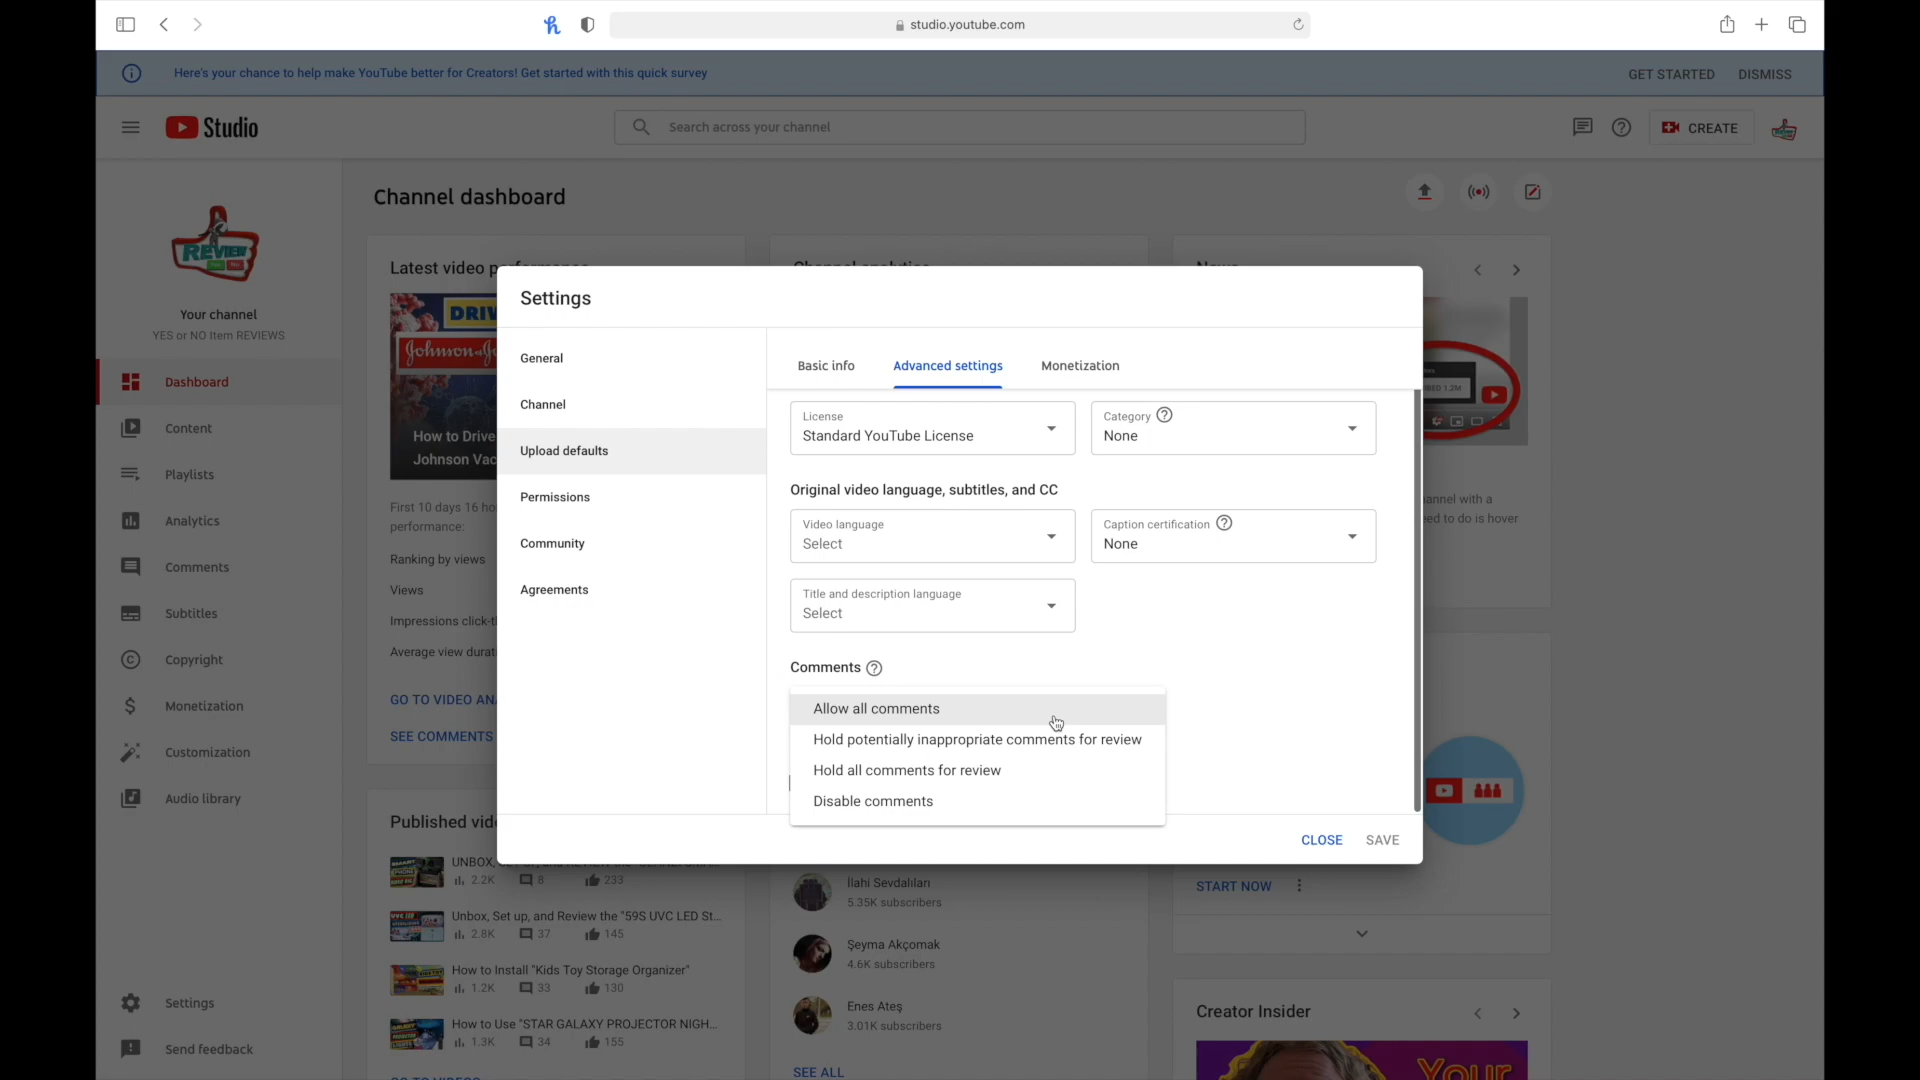 studio.youtube.com
Here's your chance to help make YouTube better for Creators! Get started with this quick survey
GET STARTED
DISMISS
Studio
Search across your channel
CREATE
Channel dashboard
REVIEW
Your channel
YES or NO Item REVIEWS
Dashboard
Content
Playlists
Analytics
Comments
Subtitles
Copyright
Monetization
Customization
Audio library
Settings
Send feedback
Latest video
How to Drive
Johnson Vac
First 10 days 16 ho
performance:
Ranking by views
Views
Impressions click-t
Average view durat
GO TO VIDEO AN
SEE COMMENTS
Settings
General
Channel
Upload defaults
Permissions
Community
Agreements
Basic info
Advanced settings
Monetization
License
Standard YouTube License
Category
None
Original video language, subtitles, and CC
Video language
Select
Caption certification
None
Title and description language
Select
Comments
Allow all comments
Hold potentially inappropriate comments for review
Hold all comments for review
Disable comments
CLOSE
SAVE
annel with a
ed to do is hover
START NOW
Published vid
UNBOX,
2.2K 8 233
Unbox, Set up, and Review the "59S UVC LED St...
2.8K 37 145
How to Install "Kids Toy Storage Organizer"
1.2K 33 130
How to Use "STAR GALAXY PROJECTOR NIGH...
1.3K 34 155
İlahi Sevdalıları
5.35K subscribers
Şeyma Akçomak
4.6K subscribers
Enes Ateş
3.01K subscribers
SEE ALL
Creator Insider
Your